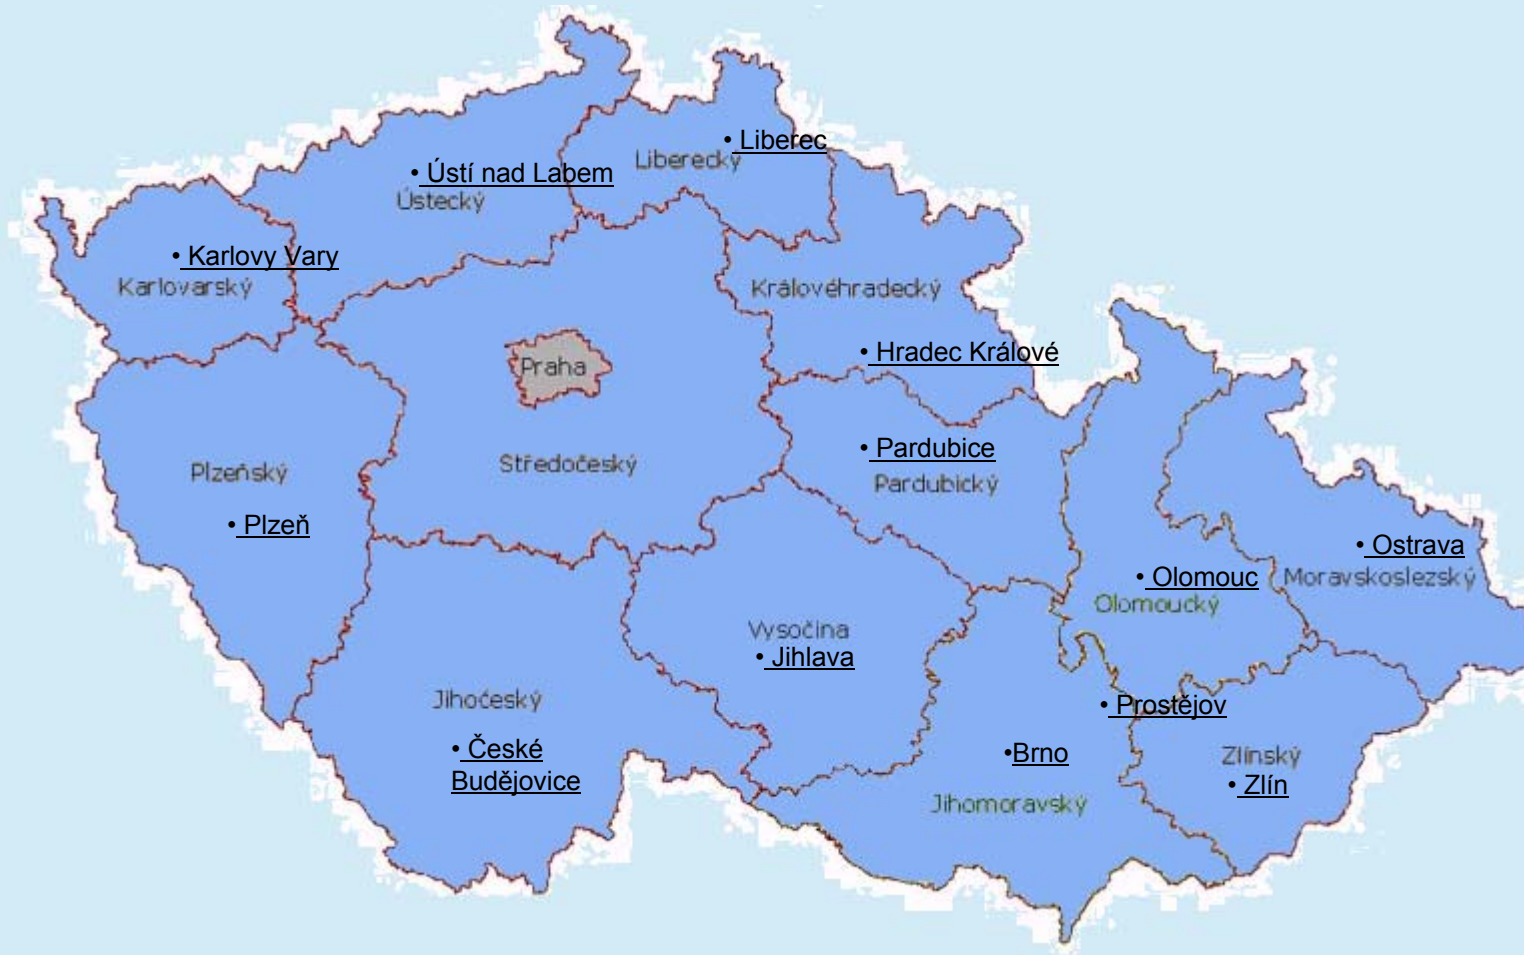 • Liberec
Liberecký
• Ústí nad Labem
Ústecký
• Karlovy Vary
Karlovarský
Královéhradecký
• Hradec Králové
Praha
• Pardubice
Pardubický
Středočeský
Plzeňský
• Plzeň
• Ostrava
Moravskoslezský
• Olomouc
Olomoucký
Vysočina
• Jihlava
Jihočeský
• České
Budějovice
• Prostějov
•Brno
Jihomoravský
Zlínský
• Zlín